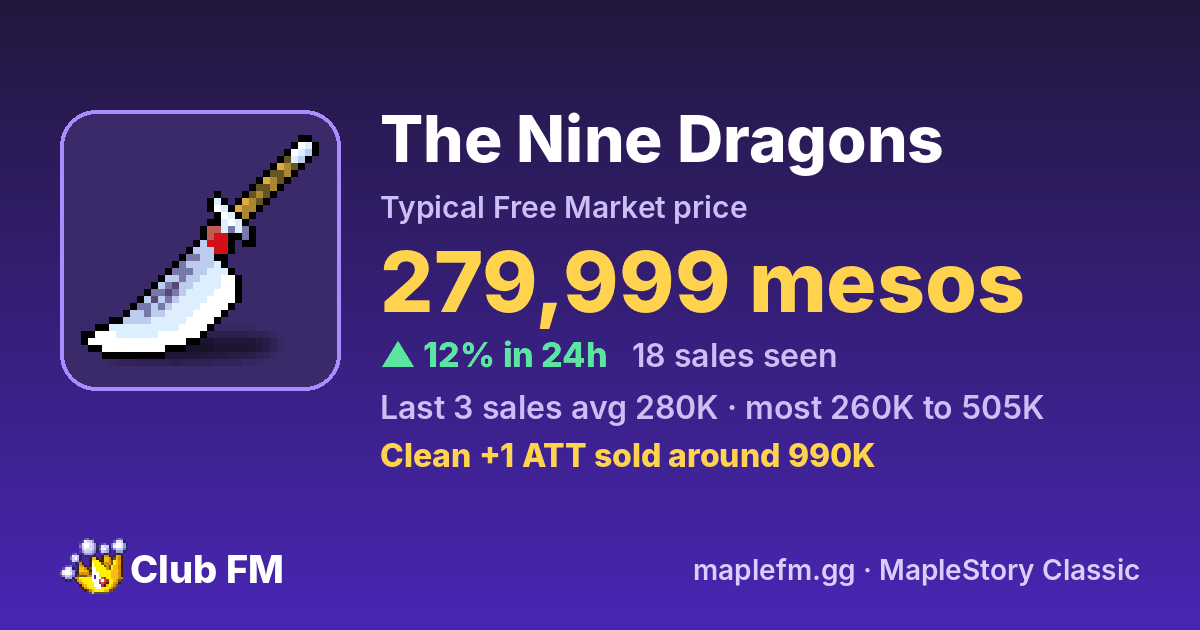 The Nine Dragons
Typical Free Market price
279,999 mesos
▲ 12% in 24h 18 sales seen
Last 3 sales avg 280K · most 260K to 505K
Clean +1 ATT sold around 990K
Club FM
maplefm.gg · MapleStory Classic